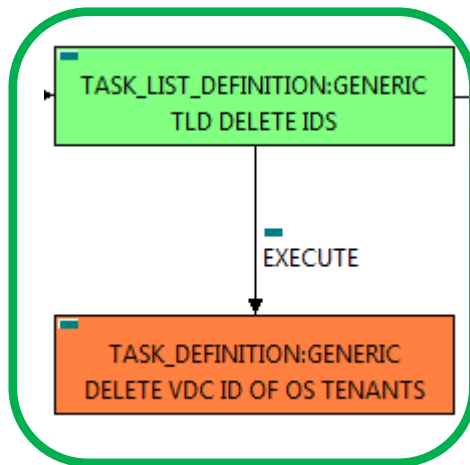 TASK_LIST_DEFINITION:GENERIC
TLD DELETE IDS
EXECUTE
TASK_DEFINITION:GENERIC
DELETE VDC ID OF OS TENANTS